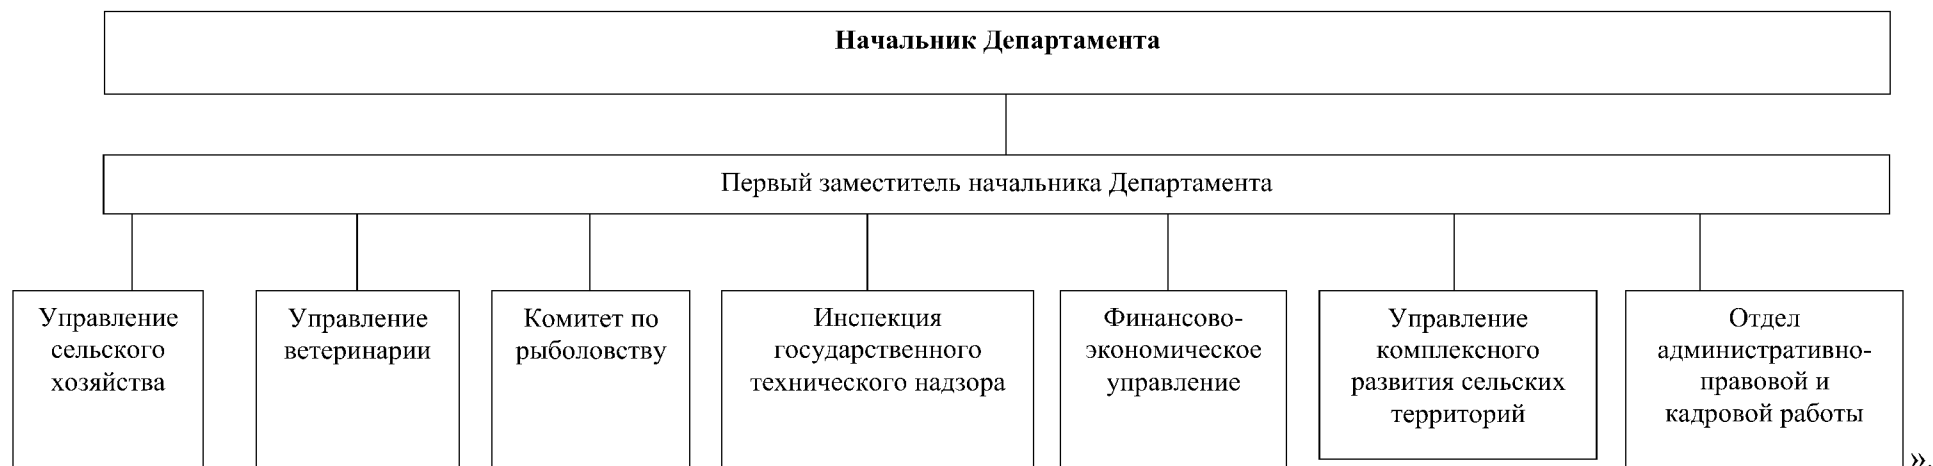 Начальник Департамента
Первый заместитель начальника Департамента
Управление
сельского
хозяйства
Управление
ветеринарии
Комитет по
рыболовству
Инспекция
государственного
технического надзора
Финансово-
экономическое
управление
Управление
комплексного
развития сельских
территорий
Отдел
административно-
правовой и
кадровой работы
».